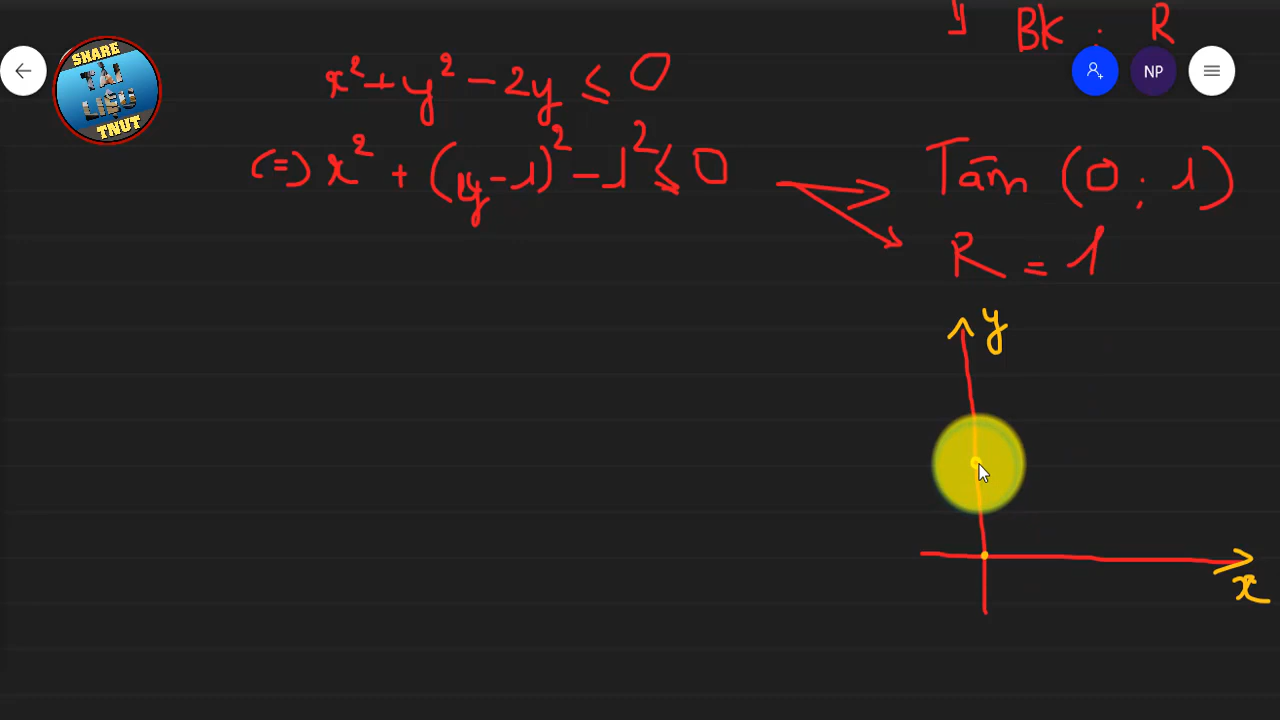 BK : R
SHARE
TÀI
LIỆU
TNUT
NP
x² + y² - 2y ≤ 0
(=) x² + (y - 1)² - 1² ≤ 0
Tâm (0 ; 1)
R = 1
y
x